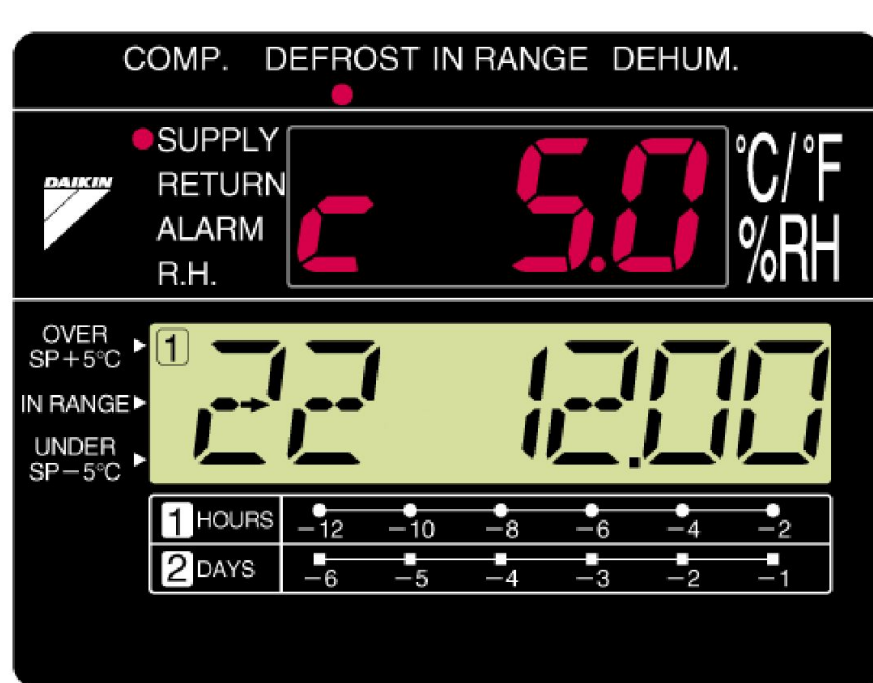 COMP. DEFROST IN RANGE DEHUM.
SUPPLY
RETURN
ALARM
R.H.
DAIKIN
c 5.0
°C/°F
%RH
OVER
SP+5°C
IN RANGE
UNDER
SP−5°C
1
22 12.00
1 HOURS −12 −10 −8 −6 −4 −2
2 DAYS −6 −5 −4 −3 −2 −1